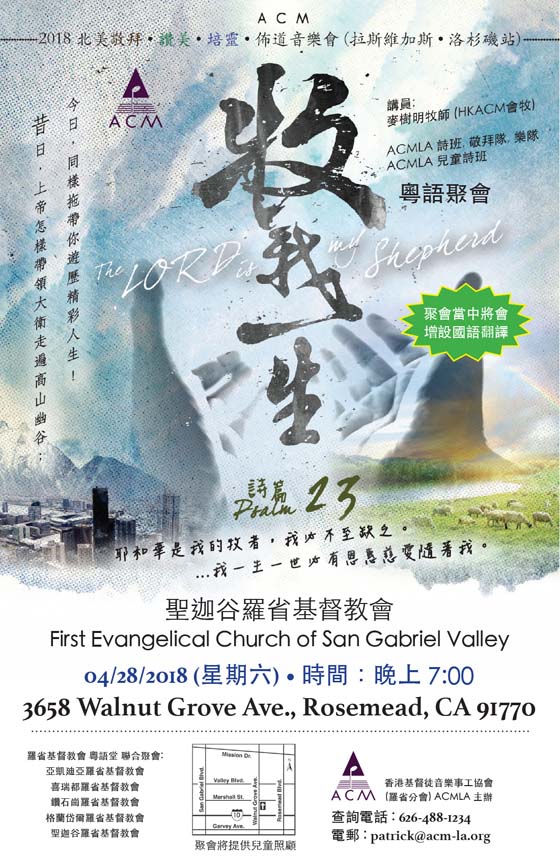 ACM
2018 北美敬拜•讚美•培靈•佈道音樂會 (拉斯維加斯•洛杉磯站)
ACM
昔日，上帝怎樣帶領大衛走遍高山幽谷；
今日，同樣拖帶你遊歷精彩人生！
牧我一生
The LORD is my Shepherd
講員:
麥樹明牧師 (HKACM會牧)
ACMLA 詩班, 敬拜隊, 樂隊
ACMLA 兒童詩班
粵語聚會
聚會當中將會
增設國語翻譯
詩篇
Psalm 23
耶和華是我的牧者，我必不至缺乏。
...我一生一世必有恩惠慈愛隨著我。
聖迦谷羅省基督教會
First Evangelical Church of San Gabriel Valley
04/28/2018 (星期六) • 時間：晚上 7:00
3658 Walnut Grove Ave., Rosemead, CA 91770
羅省基督教會 粵語堂 聯合聚會:
亞凱迪亞羅省基督教會
喜瑞都羅省基督教會
鑽石崗羅省基督教會
格蘭岱爾羅省基督教會
聖迦谷羅省基督教會
Mission Dr.
N
San Gabriel Blvd.
Valley Blvd.
Marshall St.
10
Garvey Ave.
Walnut Grove Ave.
Rosemead Blvd.
聚會將提供兒童照顧
ACM
香港基督徒音樂事工協會
(羅省分會) ACMLA 主辦
查詢電話：626-488-1234
電郵：patrick@acm-la.org